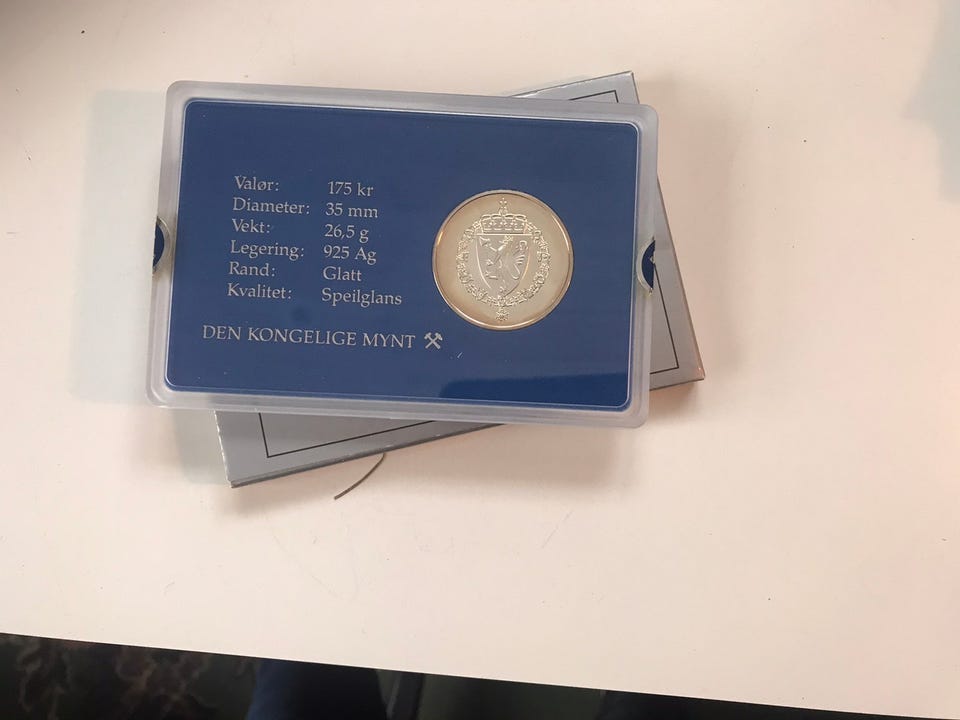 Valør: 175 kr
Diameter: 35 mm
Vekt: 26,5 g
Legering: 925 Ag
Rand: Glatt
Kvalitet: Speilglans
DEN KONGELIGE MYNT